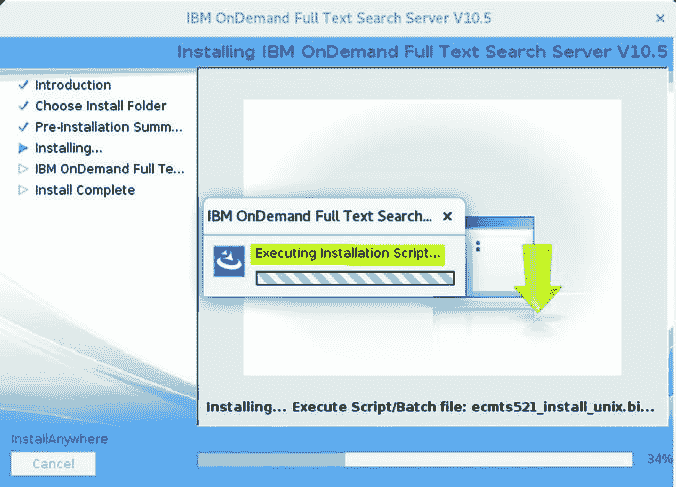 IBM OnDemand Full Text Search Server V10.5
Installing IBM OnDemand Full Text Search Server V10.5
Introduction
Choose Install Folder
Pre-Installation Summ...
Installing...
IBM OnDemand Full Te...
Install Complete
IBM OnDemand Full Text Search...
Executing Installation Script...
Installing... Execute Script/Batch file: ecmts521_install_unix.bi...
InstallAnywhere
Cancel
34%